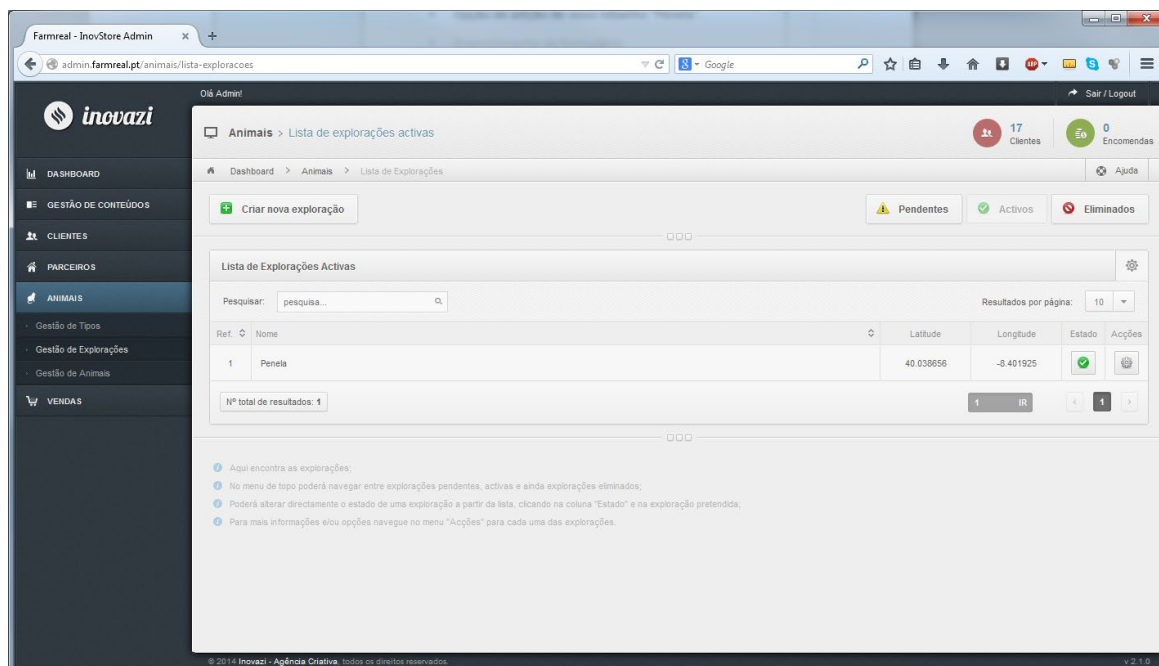 Farmreal - InovStore Admin
admin.farmreal.pt/animais/lista-exploracoes
Google
Olá Admin!
Sair / Logout
inovazi
Animais > Lista de explorações activas
17
Clientes
0
Encomendas
DASHBOARD
Dashboard > Animais > Lista de Explorações
Ajuda
GESTÃO DE CONTEÚDOS
Criar nova exploração
Pendentes
Activos
Eliminados
CLIENTES
PARCEIROS
Lista de Explorações Activas
ANIMAIS
Pesquisar: pesquisa...
Resultados por página: 10
Gestão de Tipos
Ref. Nome Latitude Longitude Estado Acções
Gestão de Explorações
1 Penela 40.038656 -8.401925
Gestão de Animais
VENDAS
Nº total de resultados: 1
1 IR
1
Aqui encontra as explorações;
No menu de topo poderá navegar entre explorações pendentes, activas e ainda explorações eliminados;
Poderá alterar directamente o estado de uma exploração a partir da lista, clicando na coluna "Estado" e na exploração pretendida;
Para mais informações e/ou opções navegue no menu "Acções" para cada uma das explorações.
© 2014 Inovazi - Agência Criativa, todos os direitos reservados.
v 2.1.0